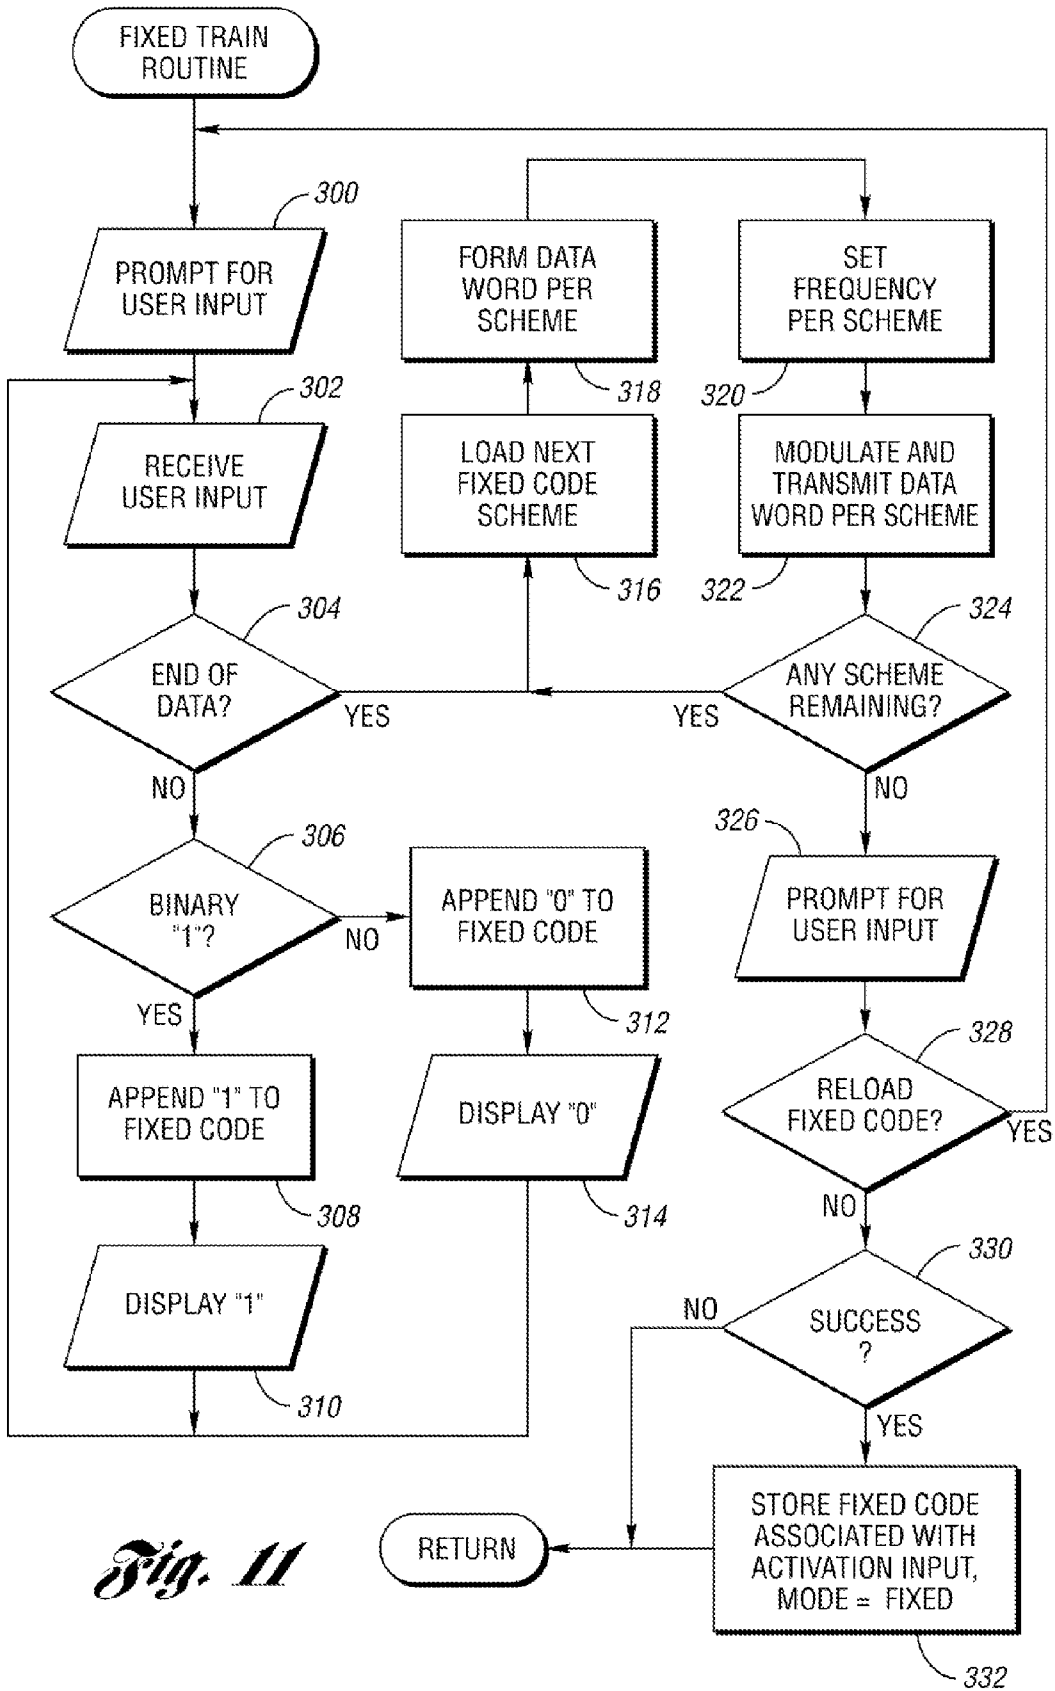 FIXED TRAIN
ROUTINE
300
PROMPT FOR
USER INPUT
302
RECEIVE
USER INPUT
304
END OF
DATA?
YES
NO
306
BINARY
"1"?
NO
YES
APPEND "1" TO
FIXED CODE
308
DISPLAY "1"
310
APPEND "0" TO
FIXED CODE
312
DISPLAY "0"
314
LOAD NEXT
FIXED CODE
SCHEME
316
FORM DATA
WORD PER
SCHEME
318
SET
FREQUENCY
PER SCHEME
320
MODULATE AND
TRANSMIT DATA
WORD PER SCHEME
322
324
ANY SCHEME
REMAINING?
YES
NO
326
PROMPT FOR
USER INPUT
328
RELOAD
FIXED CODE?
YES
NO
330
SUCCESS
?
NO
YES
STORE FIXED CODE
ASSOCIATED WITH
ACTIVATION INPUT,
MODE = FIXED
332
RETURN
Fig. 11